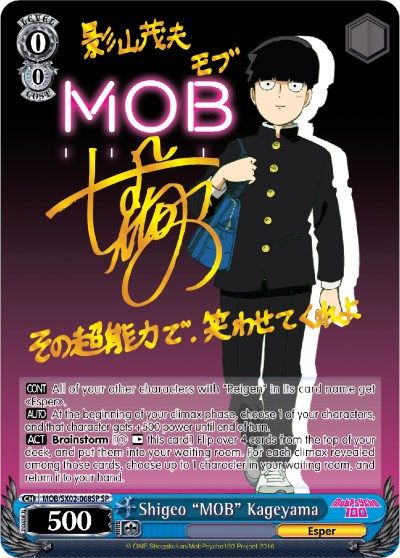 LEVEL
0
0
COST
影山茂夫
モブ
MOB
その超能力で、笑わせてくれよ
CONT All of your other characters with "Reigen" in its card name get
«Esper».
AUTO At the beginning of your climax phase, choose 1 of your characters,
and that character gets +500 power until end of turn.
ACT Brainstorm [① this card] Flip over 4 cards from the top of your
deck, and put them into your waiting room. For each climax revealed
among those cards, choose up to 1 character in your waiting room, and
return it to your hand.
CH MOB/SX02-068SP SP
500
Shigeo "MOB" Kageyama
Esper
MOB PSYCHO
100
© ONE,Shogakukan/Mob Psycho 100 Project 2016